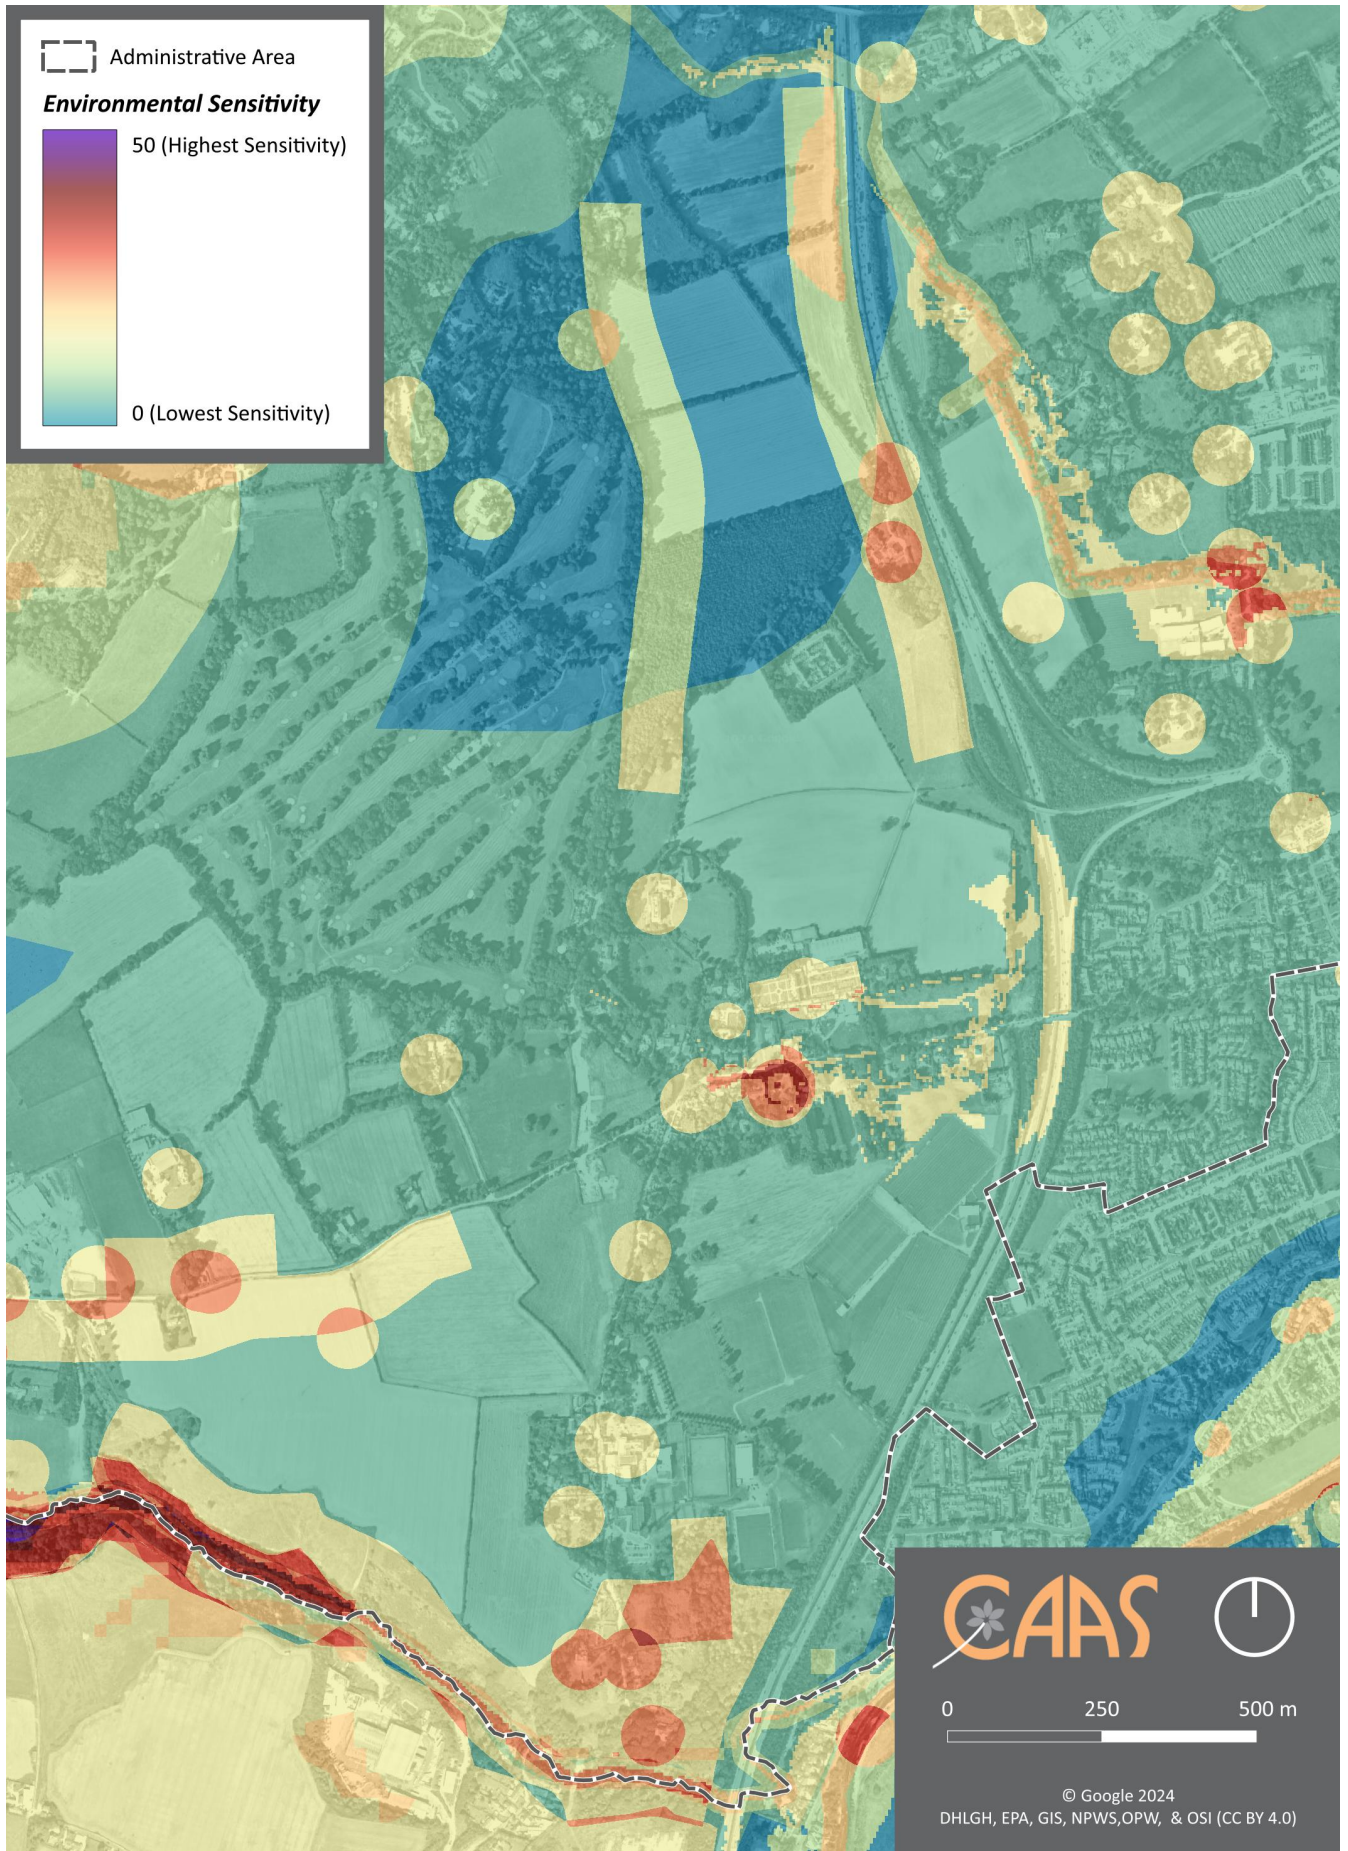 Administrative Area
Environmental Sensitivity
50 (Highest Sensitivity)
0 (Lowest Sensitivity)
CAAS
0 250 500 m
© Google 2024
DHLGH, EPA, GIS, NPWS,OPW, & OSI (CC BY 4.0)